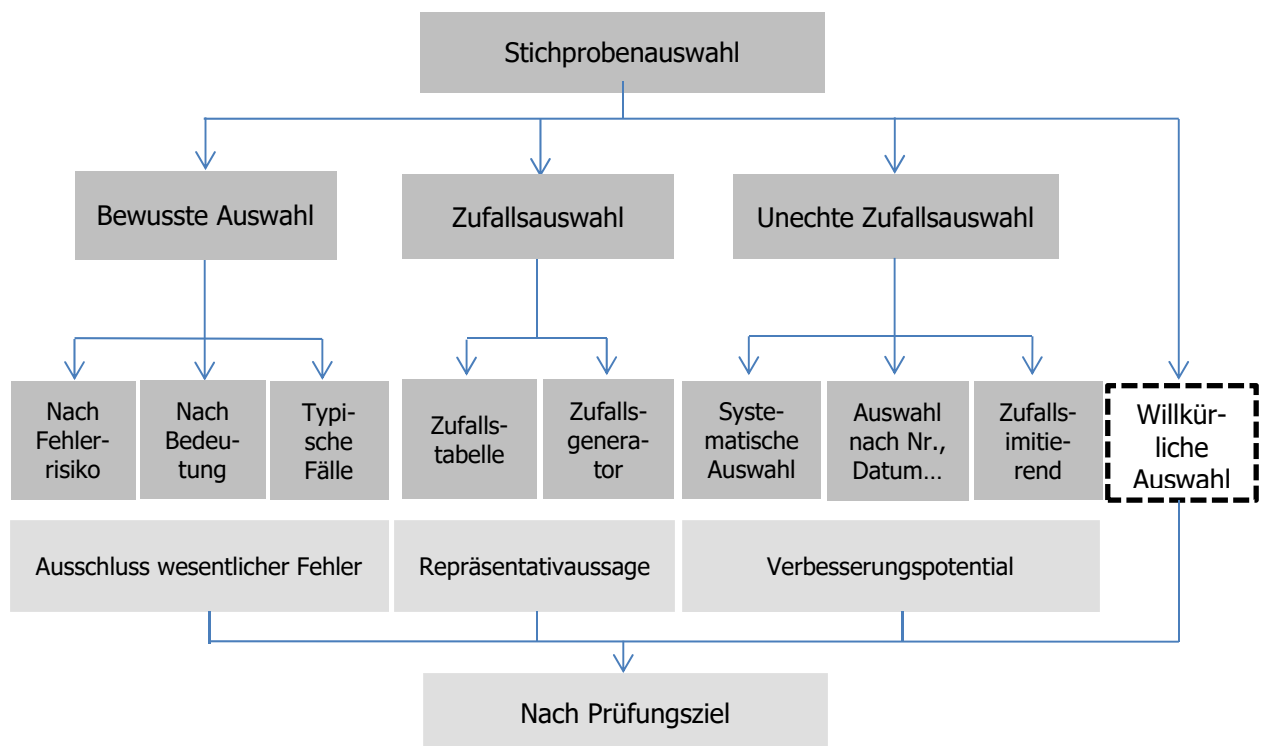 Stichprobenauswahl
Bewusste Auswahl
Zufallsauswahl
Unechte Zufallsauswahl
Nach
Fehler-
risiko
Nach
Bedeu-
tung
Typi-
sche
Fälle
Zufalls-
tabelle
Zufalls-
genera-
tor
Syste-
matische
Auswahl
Auswahl
nach Nr.,
Datum…
Zufalls-
imitie-
rend
Willkür-
liche
Auswahl
Ausschluss wesentlicher Fehler
Repräsentativaussage
Verbesserungspotential
Nach Prüfungsziel